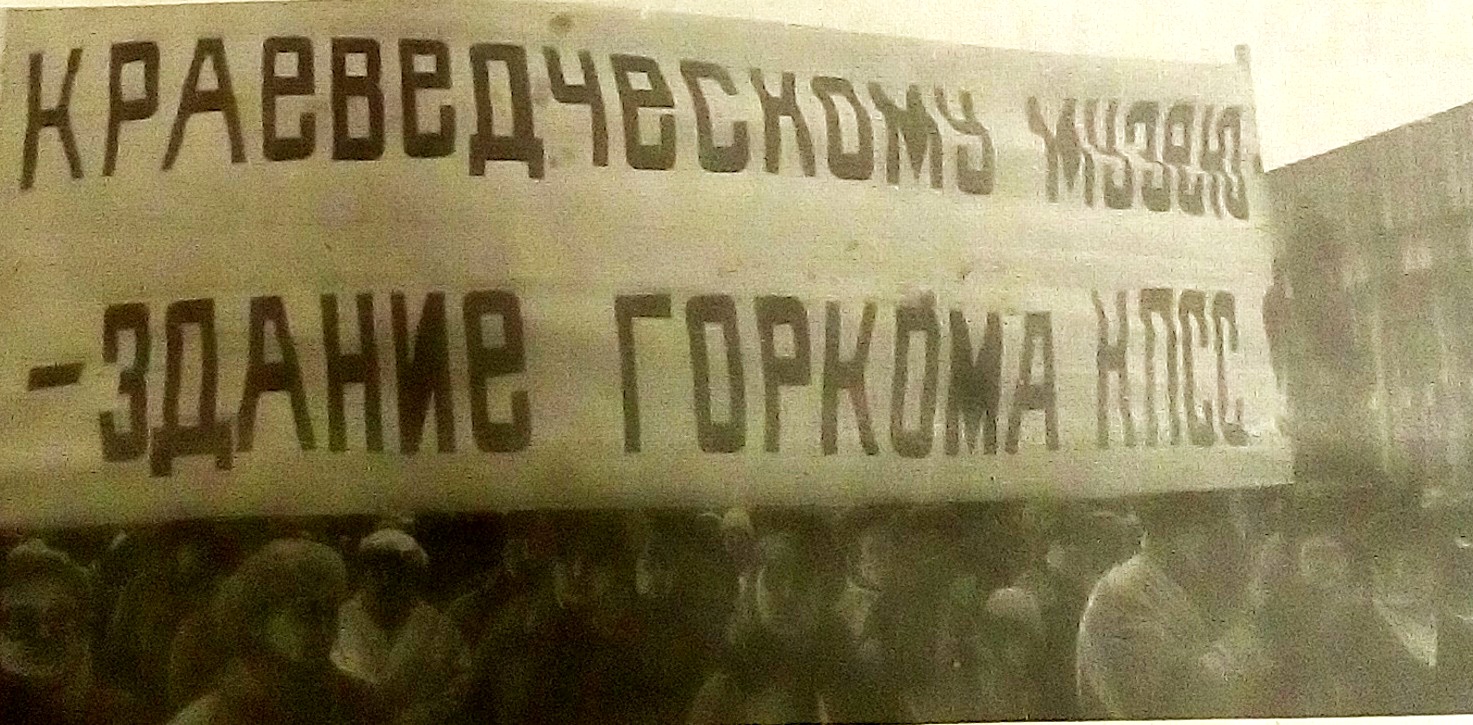 КРАЕВЕДЧЕСКОМУ МУЗЕЮ
-ЗДАНИЕ ГОРКОМА КПСС